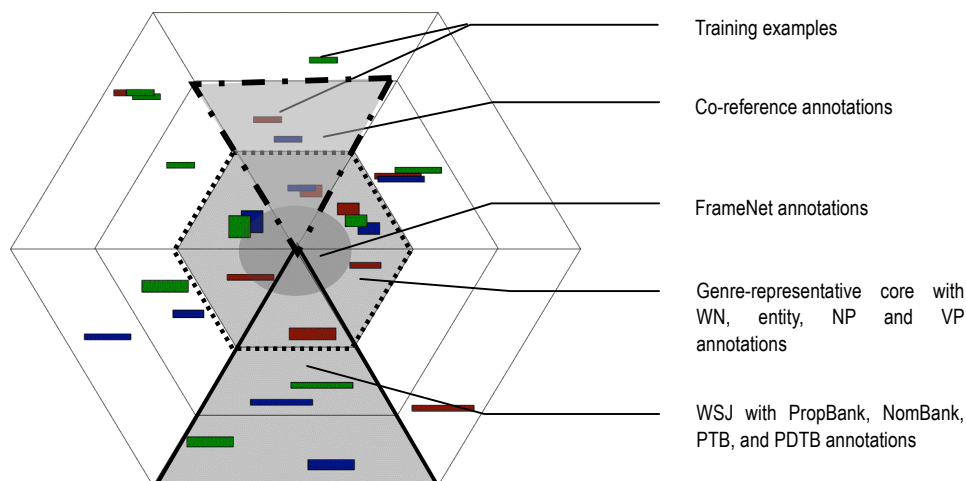 Training examples
Co-reference annotations
FrameNet annotations
Genre-representative core with
WN, entity, NP and VP
annotations
WSJ with PropBank, NomBank,
PTB, and PDTB annotations